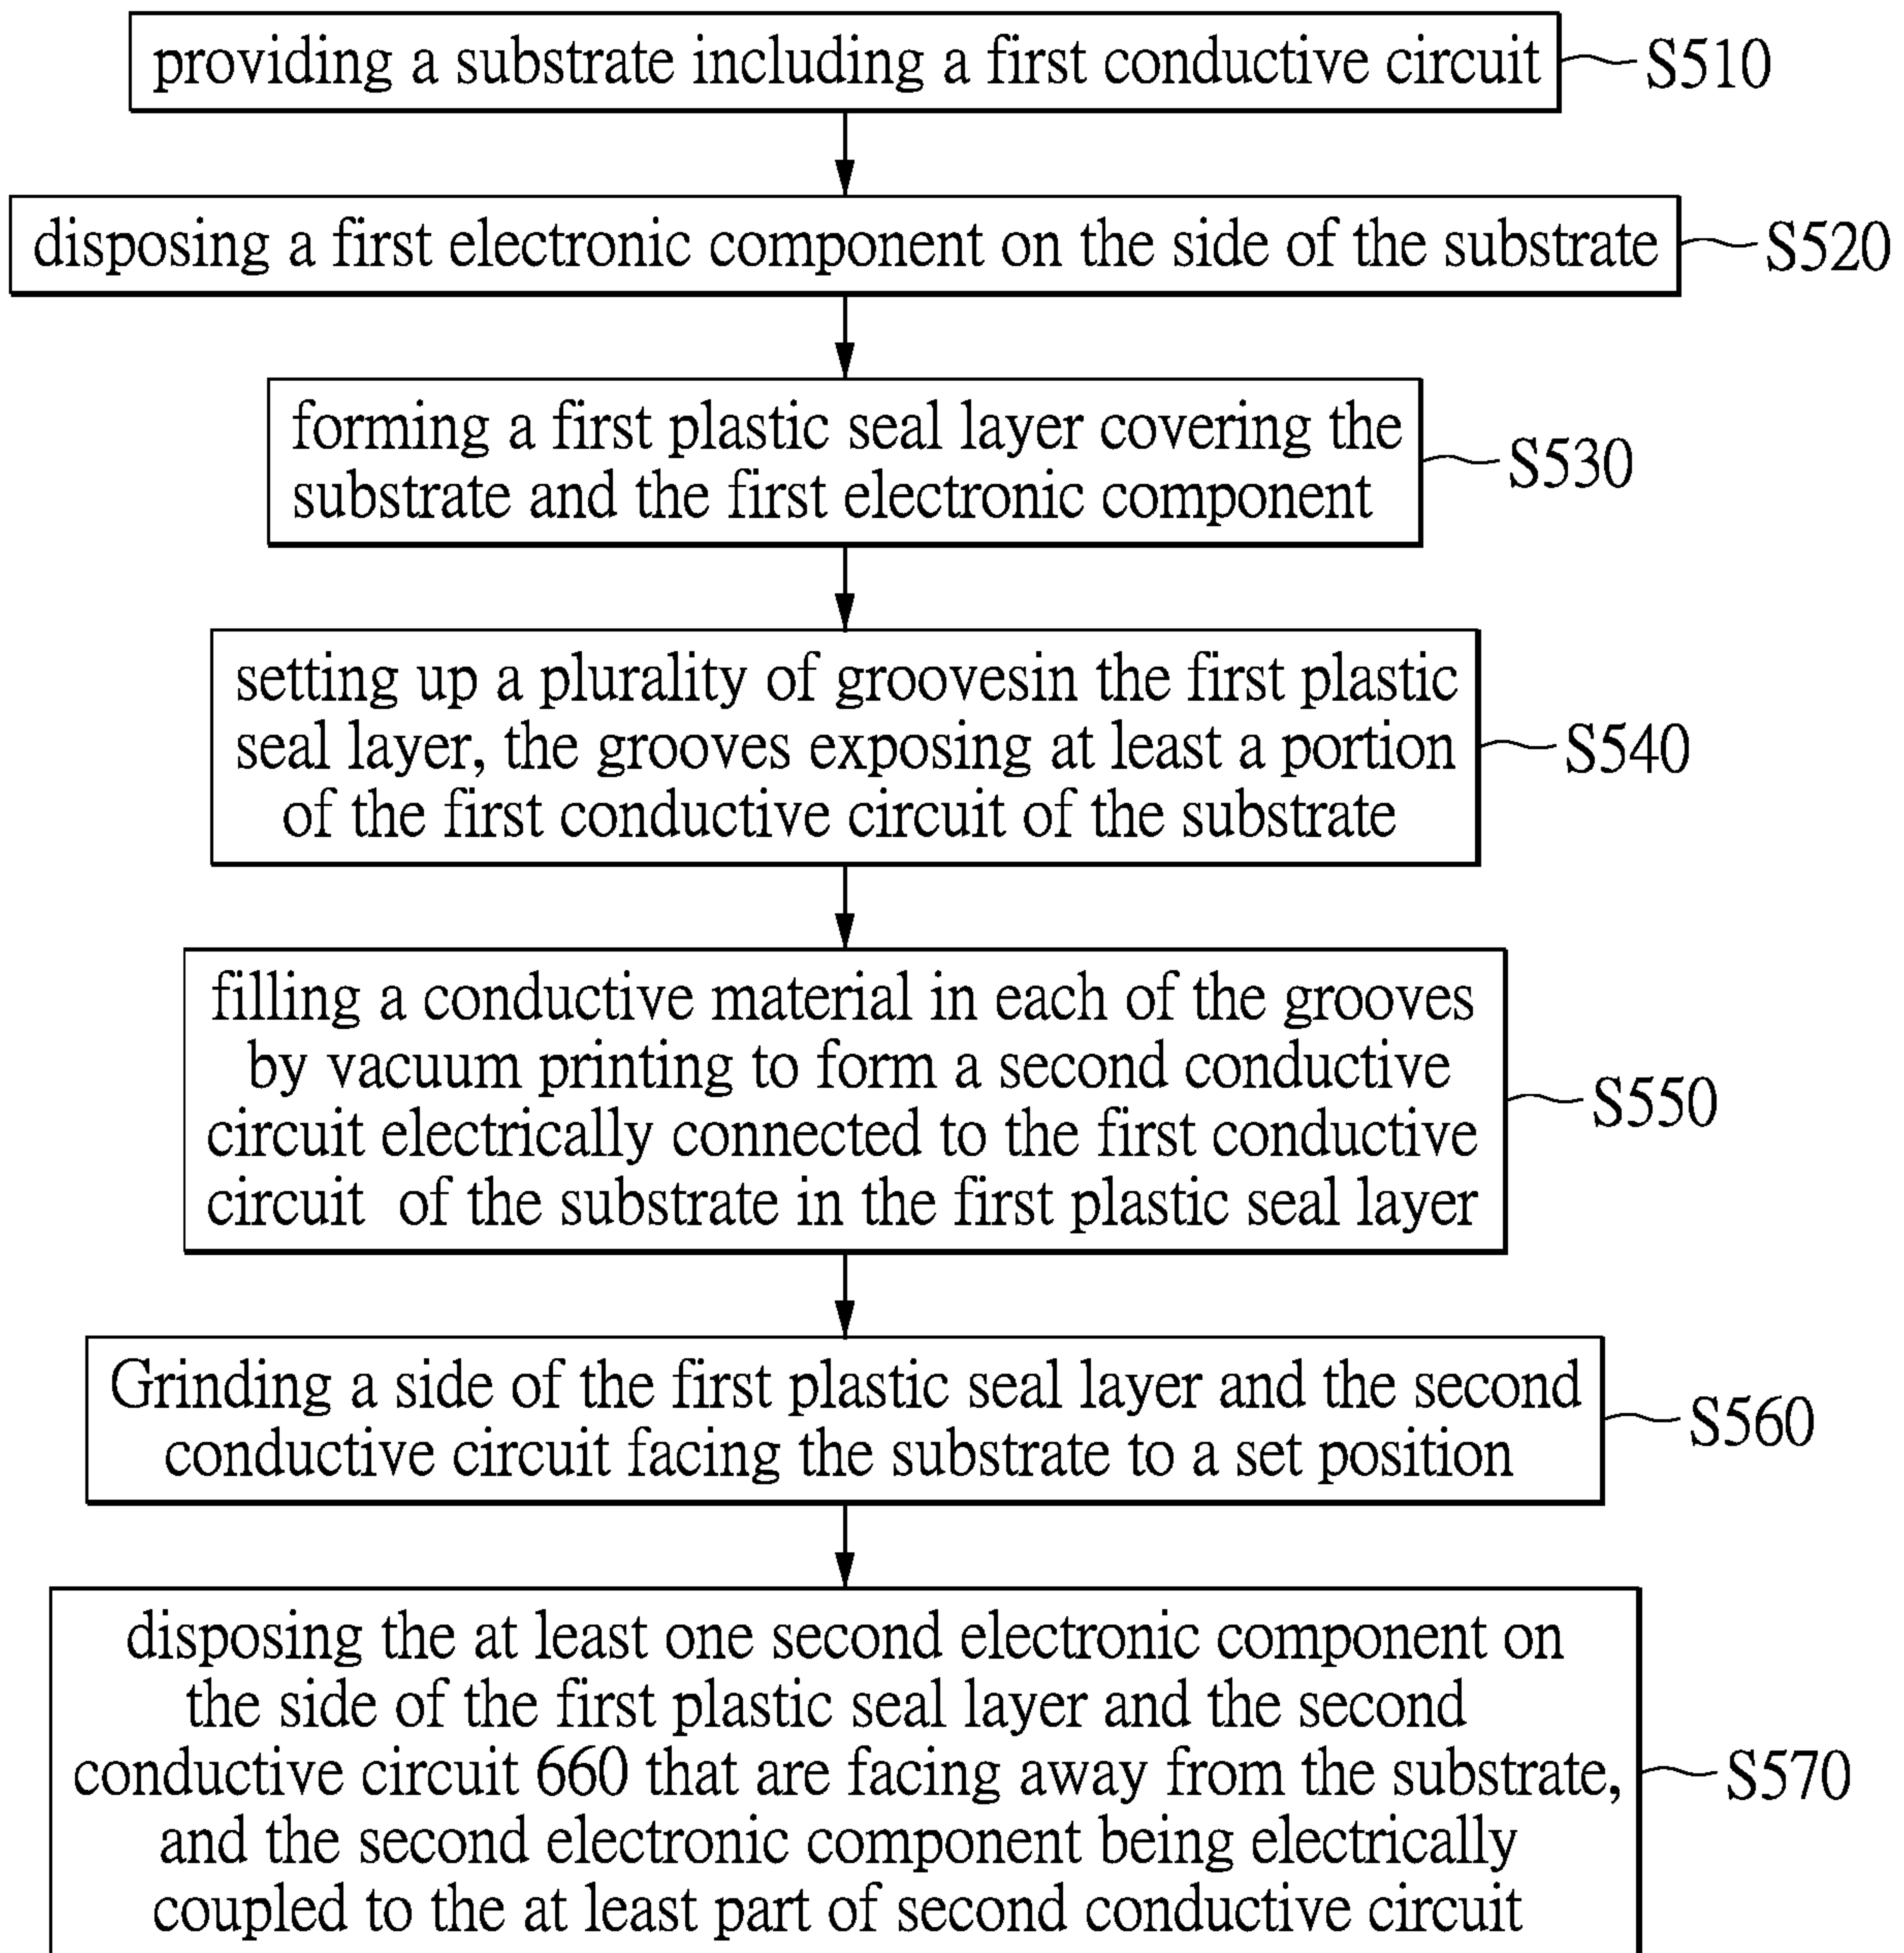 providing a substrate including a first conductive circuit
S510
disposing a first electronic component on the side of the substrate
S520
forming a first plastic seal layer covering the
substrate and the first electronic component
S530
setting up a plurality of groovesin the first plastic
seal layer, the grooves exposing at least a portion
of the first conductive circuit of the substrate
S540
filling a conductive material in each of the grooves
by vacuum printing to form a second conductive
circuit electrically connected to the first conductive
circuit of the substrate in the first plastic seal layer
S550
Grinding a side of the first plastic seal layer and the second
conductive circuit facing the substrate to a set position
S560
disposing the at least one second electronic component on
the side of the first plastic seal layer and the second
conductive circuit 660 that are facing away from the substrate,
and the second electronic component being electrically
coupled to the at least part of second conductive circuit
S570